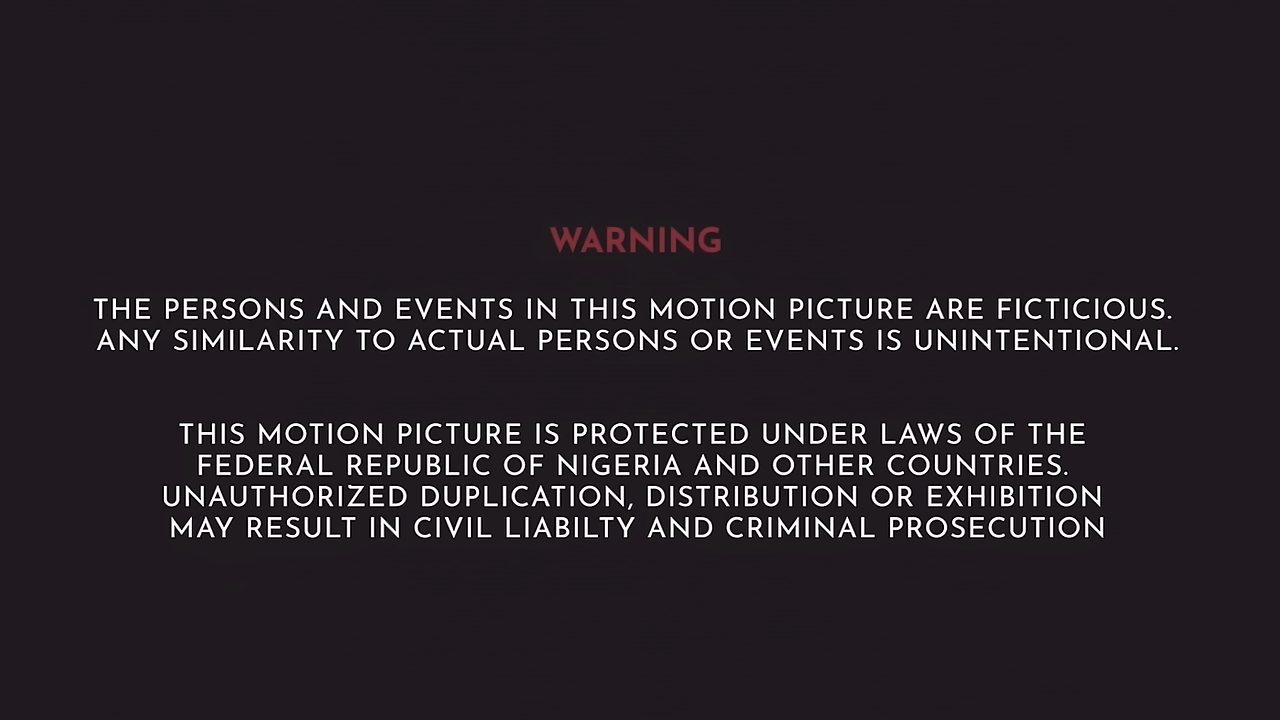 WARNING
THE PERSONS AND EVENTS IN THIS MOTION PICTURE ARE FICTICIOUS.
ANY SIMILARITY TO ACTUAL PERSONS OR EVENTS IS UNINTENTIONAL.
THIS MOTION PICTURE IS PROTECTED UNDER LAWS OF THE
FEDERAL REPUBLIC OF NIGERIA AND OTHER COUNTRIES.
UNAUTHORIZED DUPLICATION, DISTRIBUTION OR EXHIBITION
MAY RESULT IN CIVIL LIABILTY AND CRIMINAL PROSECUTION